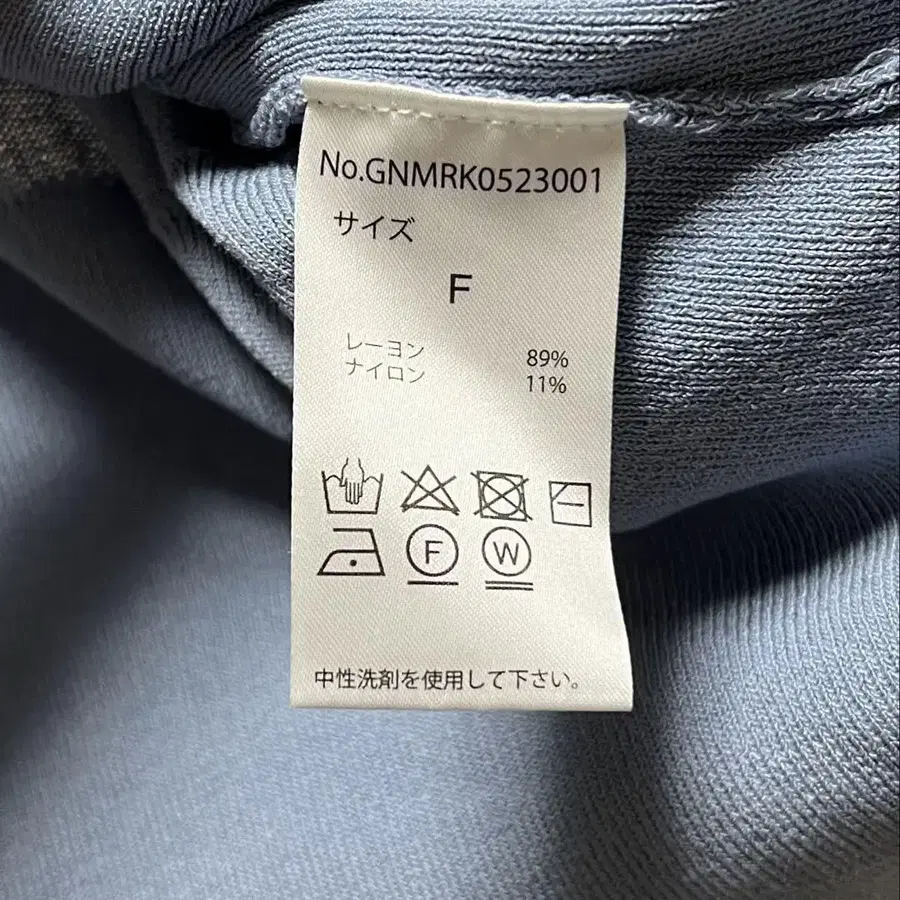 No.GNMRK0523001
サイズ
F
レーヨン 89%
ナイロン 11%
F W
中性洗剤を使用して下さい。